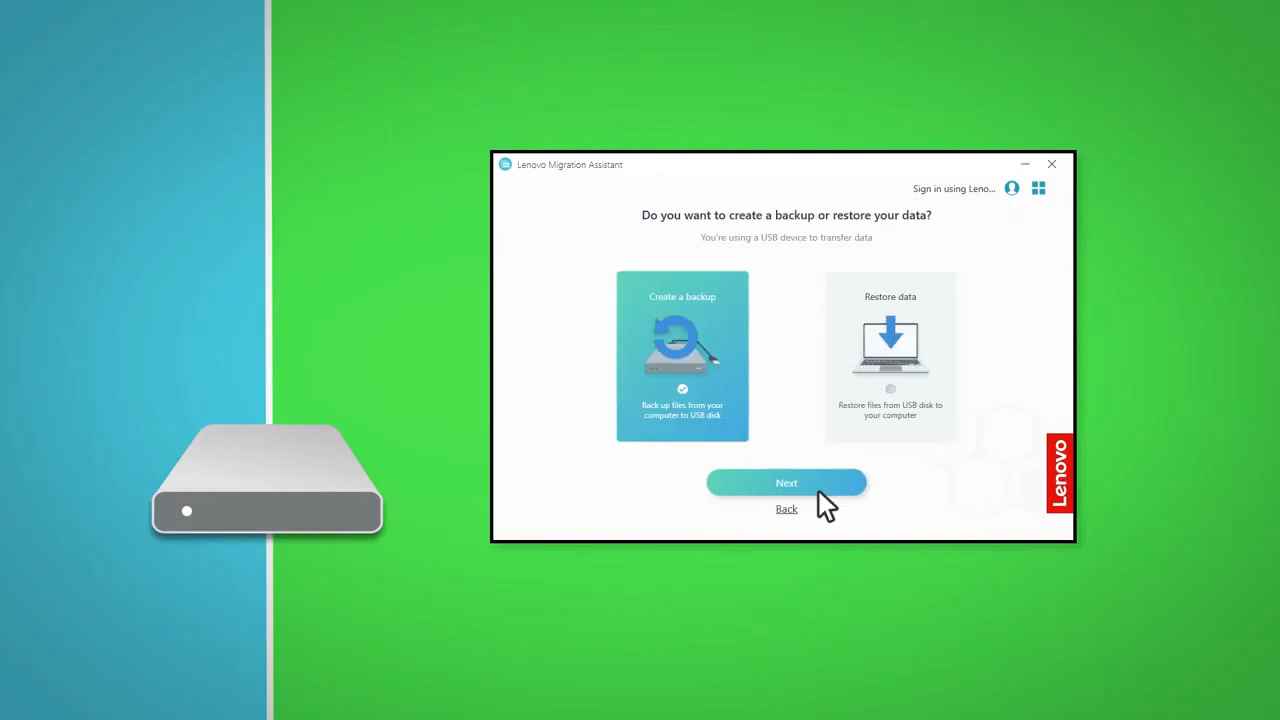 Lenovo Migration Assistant
Sign in using Leno...
Do you want to create a backup or restore your data?
You're using a USB device to transfer data
Create a backup
Back up files from your
computer to USB disk
Restore data
Restore files from USB disk to
your computer
Next
Back
Lenovo